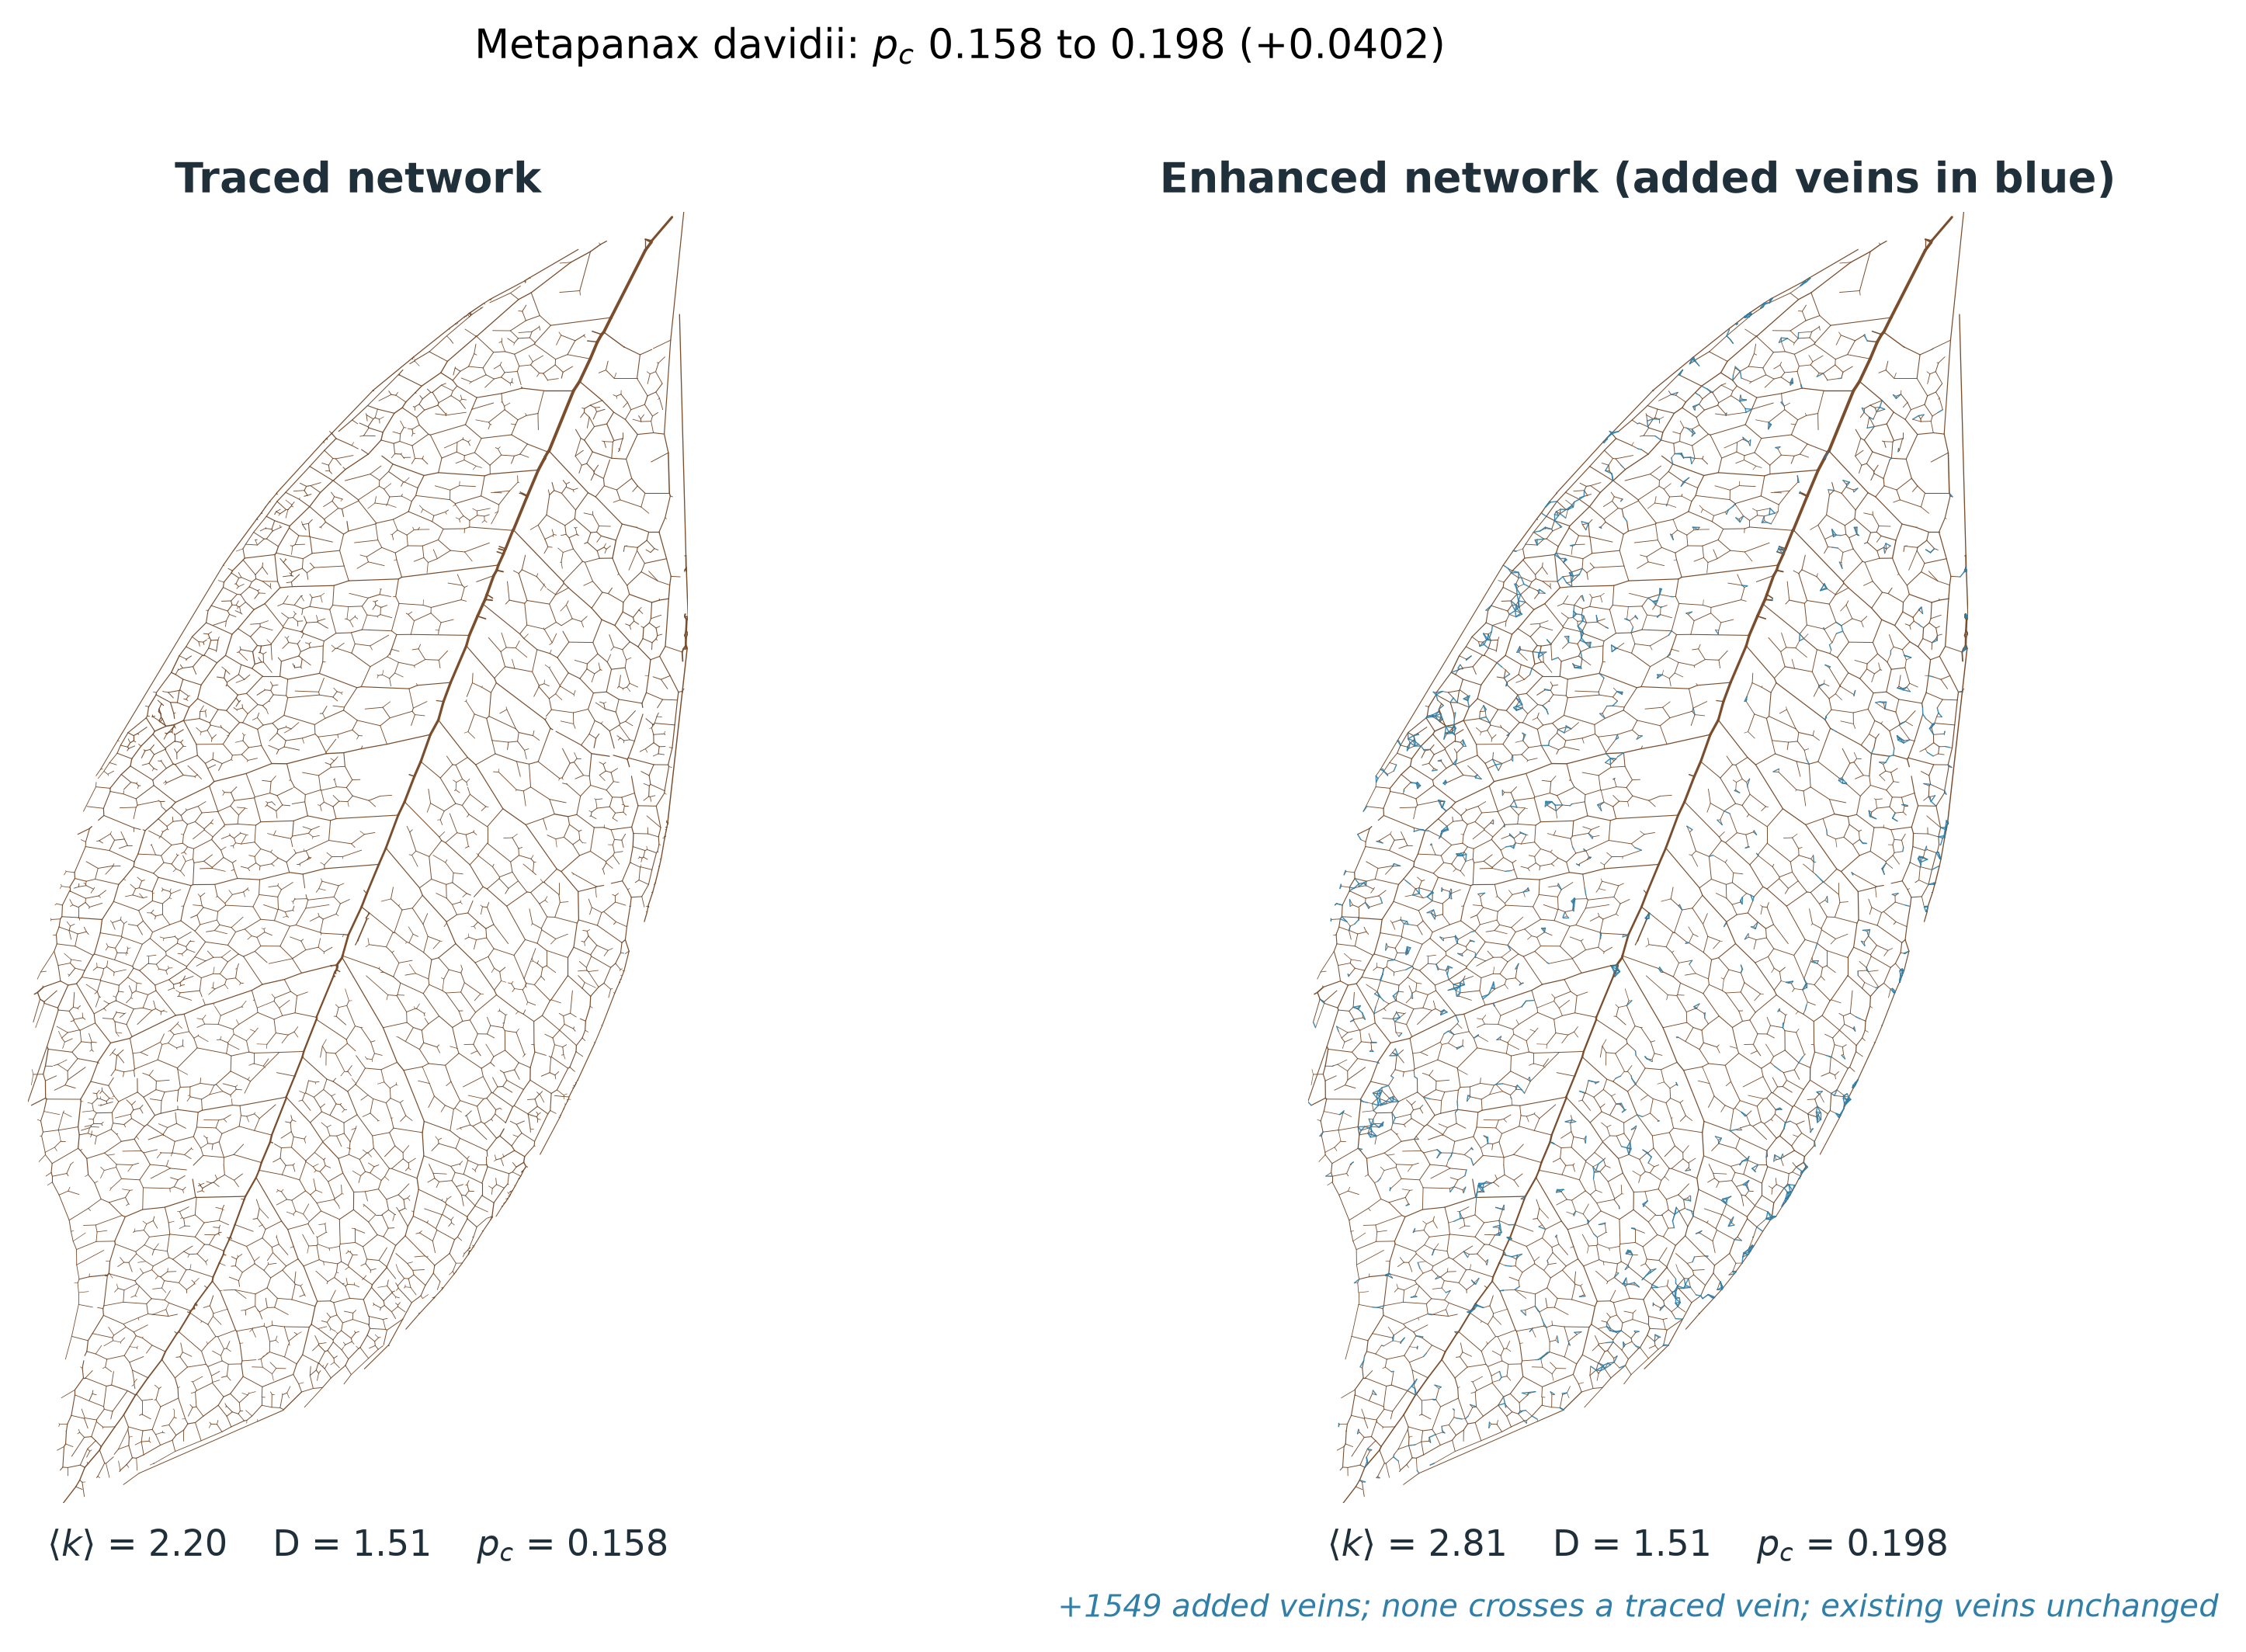 Metapanax davidii: p_c 0.158 to 0.198 (+0.0402)
Traced network
Enhanced network (added veins in blue)
⟨k⟩ = 2.20 D = 1.51 p_c = 0.158
⟨k⟩ = 2.81 D = 1.51 p_c = 0.198
+1549 added veins; none crosses a traced vein; existing veins unchanged